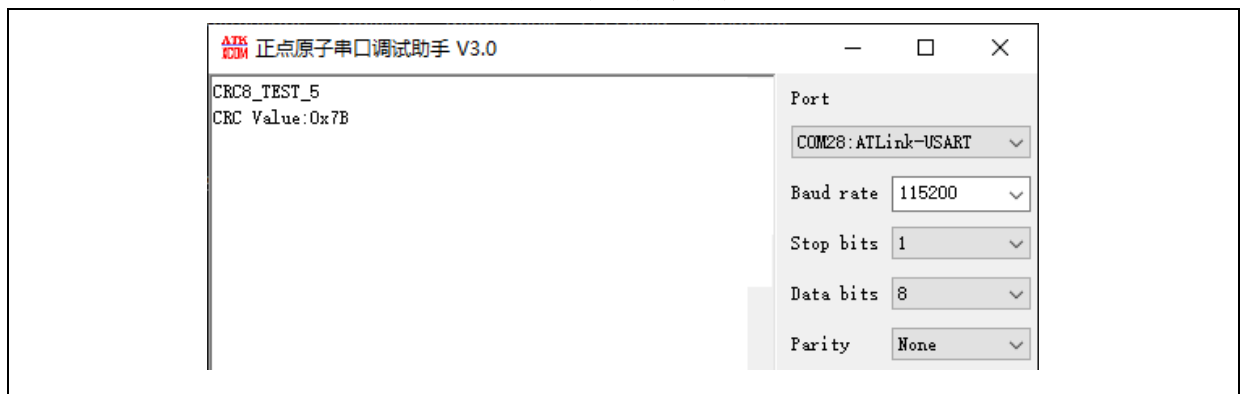 ATK
XCOM
正点原子串口调试助手 V3.0
CRC8_TEST_5
CRC Value:0x7B
Port
COM28:ATLink-USART
Baud rate 115200
Stop bits 1
Data bits 8
Parity None